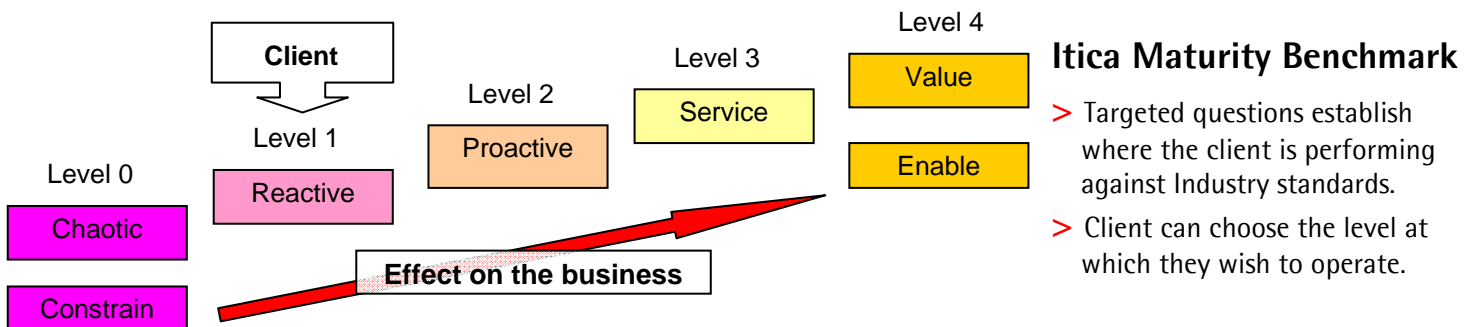 Client
Level 0
Chaotic
Constrain
Level 1
Reactive
Level 2
Proactive
Level 3
Service
Level 4
Value
Enable
Effect on the business
Itica Maturity Benchmark
> Targeted questions establish
where the client is performing
against Industry standards.
> Client can choose the level at
which they wish to operate.